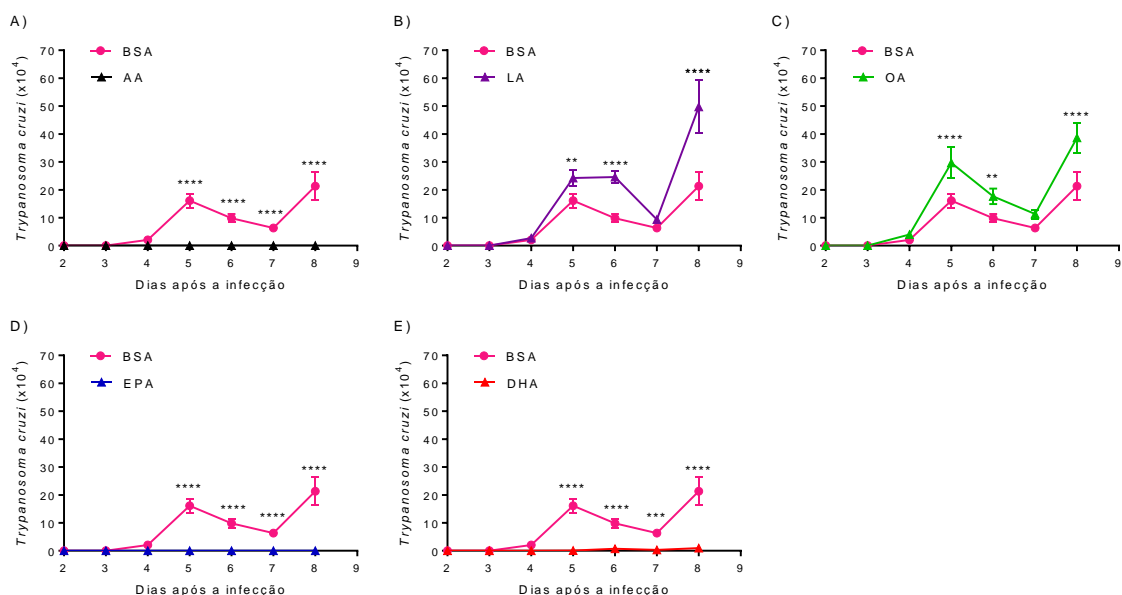 A)
BSA
AA
Trypanosoma cruzi (x10⁴)
70
60
50
40
30
20
10
0
****
****
****
****
2 3 4 5 6 7 8 9
Dias após a infecção
B)
BSA
LA
Trypanosoma cruzi (x10⁴)
70
60
50
40
30
20
10
0
**
****
****
2 3 4 5 6 7 8 9
Dias após a infecção
C)
BSA
OA
Trypanosoma cruzi (x10⁴)
70
60
50
40
30
20
10
0
****
**
****
2 3 4 5 6 7 8 9
Dias após a infecção
D)
BSA
EPA
Trypanosoma cruzi (x10⁴)
70
60
50
40
30
20
10
0
****
****
****
****
2 3 4 5 6 7 8 9
Dias após a infecção
E)
BSA
DHA
Trypanosoma cruzi (x10⁴)
70
60
50
40
30
20
10
0
****
****
***
****
2 3 4 5 6 7 8 9
Dias após a infecção